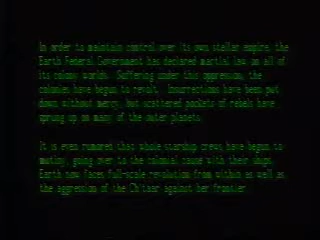 In order to maintain control over its own stellar empire, the
Earth Federal Government has declared martial law on all of
its colony worlds. Suffering under this oppression, the
colonies have begun to revolt. Insurrections have been put
down without mercy, but scattered pockets of rebels have
sprung up on many of the outer planets.
It is even rumored that whole starship crews have begun to
mutiny, going over to the colonial cause with their ships.
Earth now faces full-scale revolution from within as well as
the aggression of the Ch'taar against her frontier